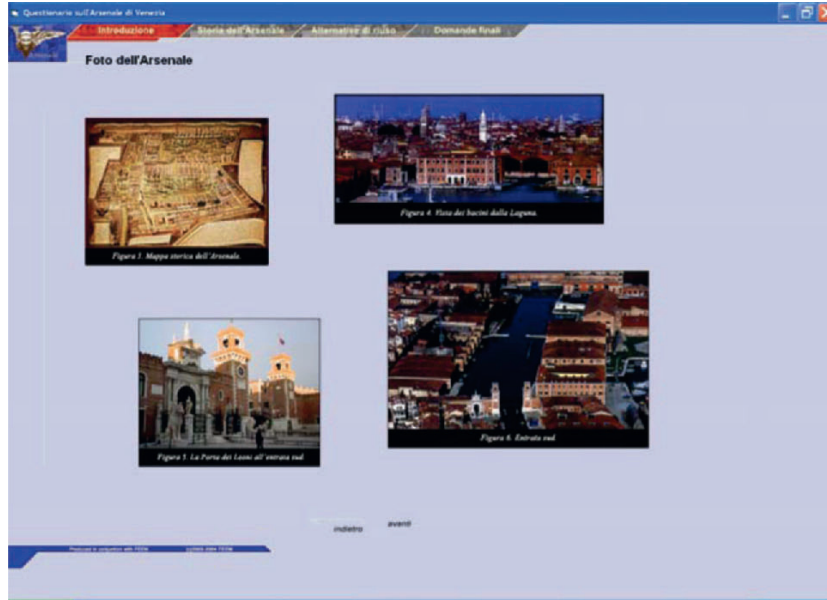 Questionario sull'Arsenale di Venezia
Introduzione
Storia dell'Arsenale
Alternative di riuso
Domande finali
Foto dell'Arsenale
Figura 4. Vista dei bacini dalla Laguna.
Mappa storica dell'Arsenale.
Figura 5. La Porta dei Leoni all'entrata sud.
Figura 6. Entrata sud.
indietro
avanti